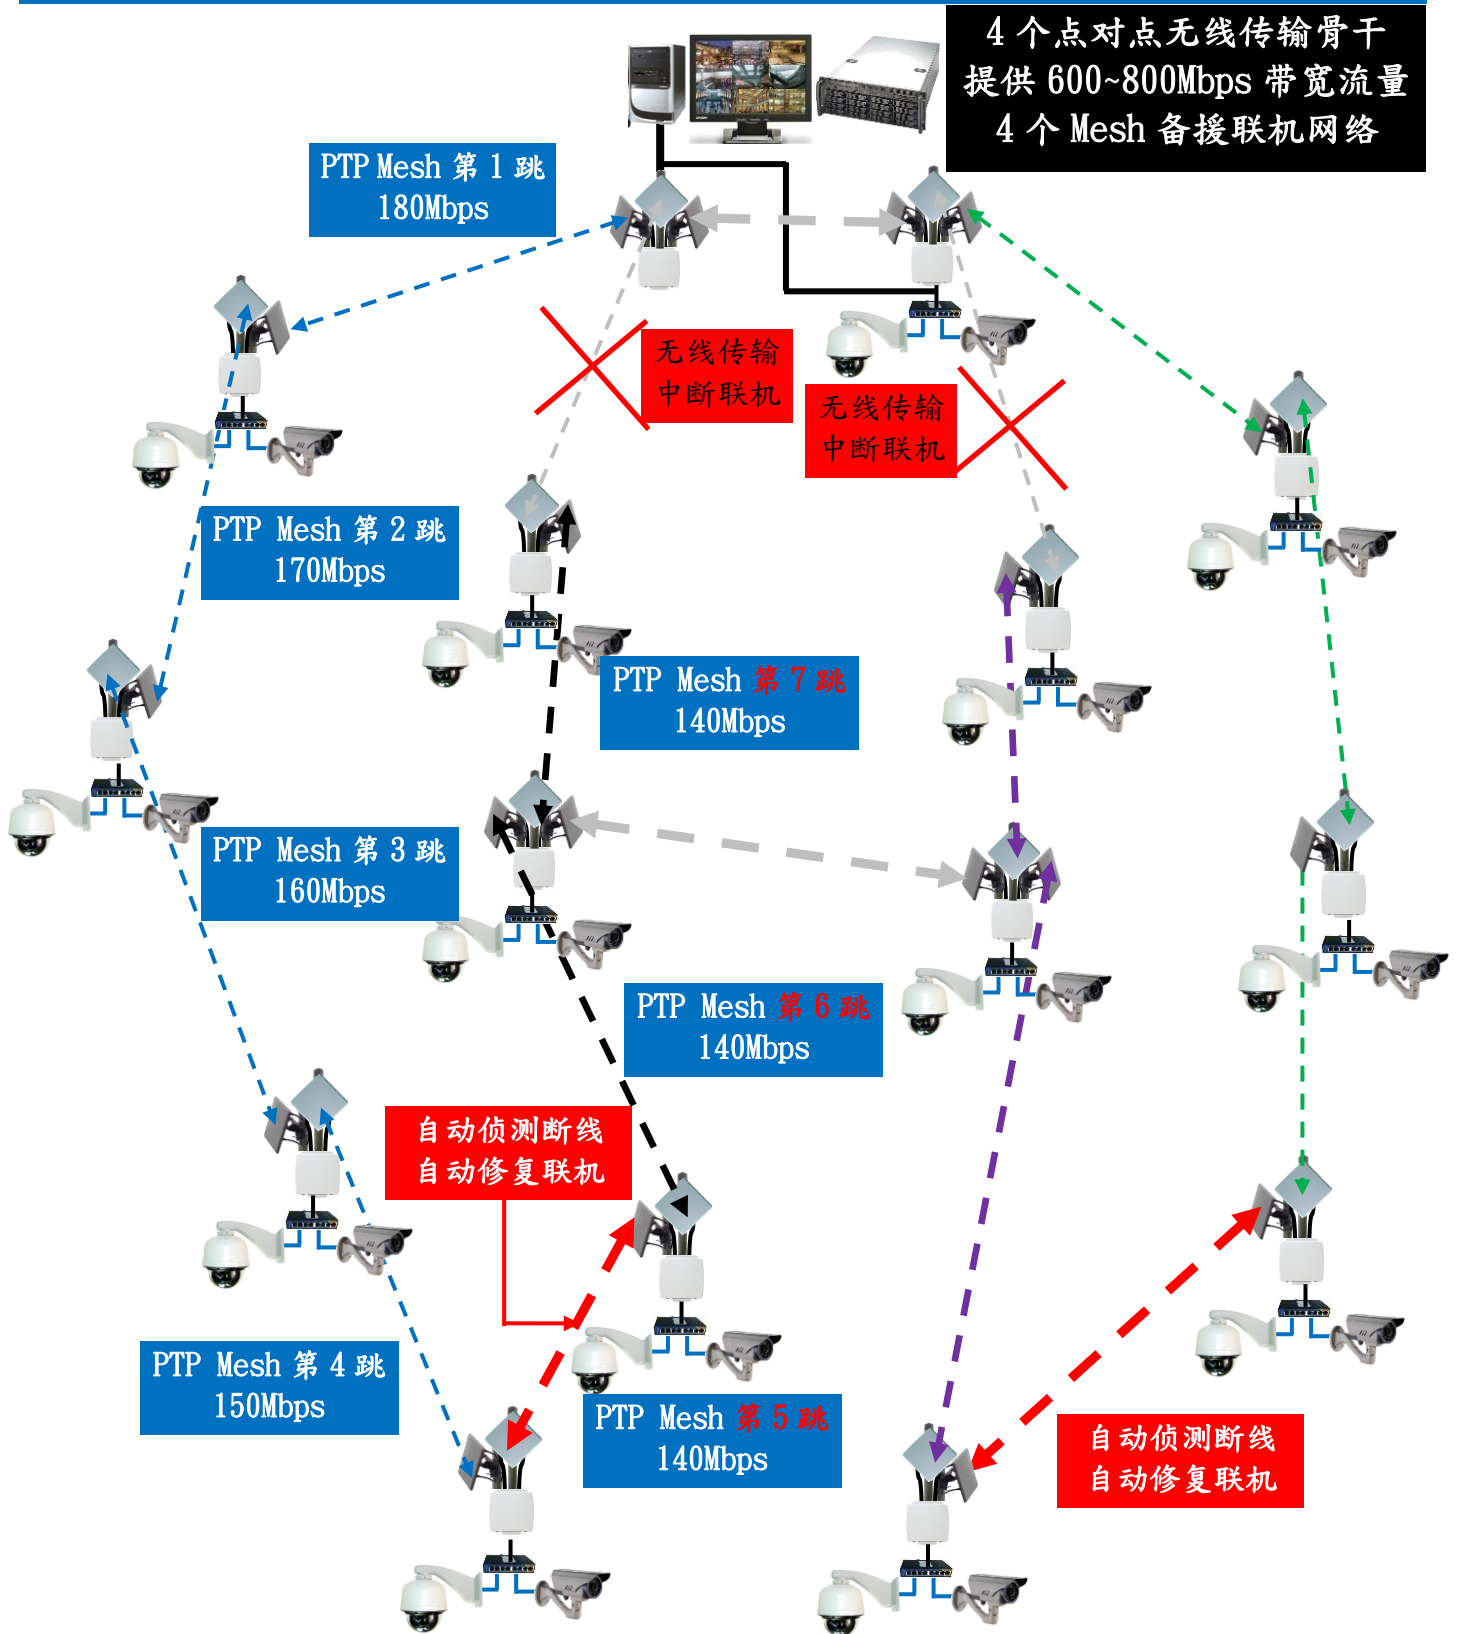 4 个点对点无线传输骨干
提供 600~800Mbps 带宽流量
4 个 Mesh 备援联机网络
PTP Mesh 第 1 跳
180Mbps
无线传输
中断联机
无线传输
中断联机
PTP Mesh 第 2 跳
170Mbps
PTP Mesh 第 7 跳
140Mbps
PTP Mesh 第 3 跳
160Mbps
PTP Mesh 第 6 跳
140Mbps
自动侦测断线
自动修复联机
PTP Mesh 第 4 跳
150Mbps
PTP Mesh 第 5 跳
140Mbps
自动侦测断线
自动修复联机